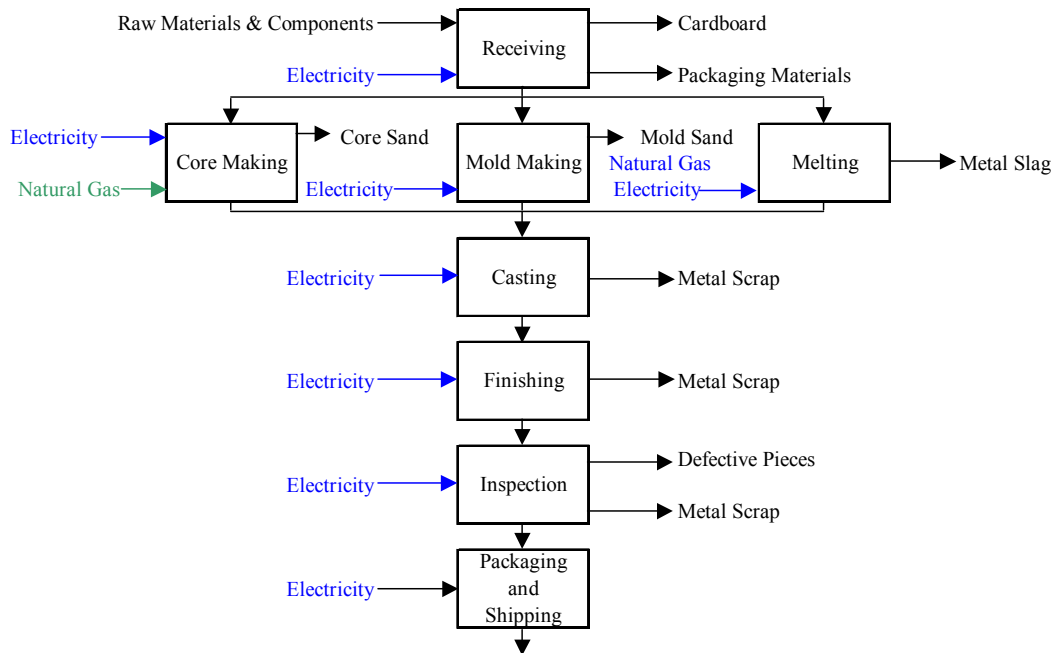 Raw Materials & Components
Cardboard
Receiving
Electricity
Packaging Materials
Electricity
Core Sand
Mold Sand
Core Making
Mold Making
Natural Gas
Melting
Metal Slag
Natural Gas
Electricity
Electricity
Electricity
Casting
Metal Scrap
Electricity
Finishing
Metal Scrap
Defective Pieces
Electricity
Inspection
Metal Scrap
Packaging
and
Shipping
Electricity